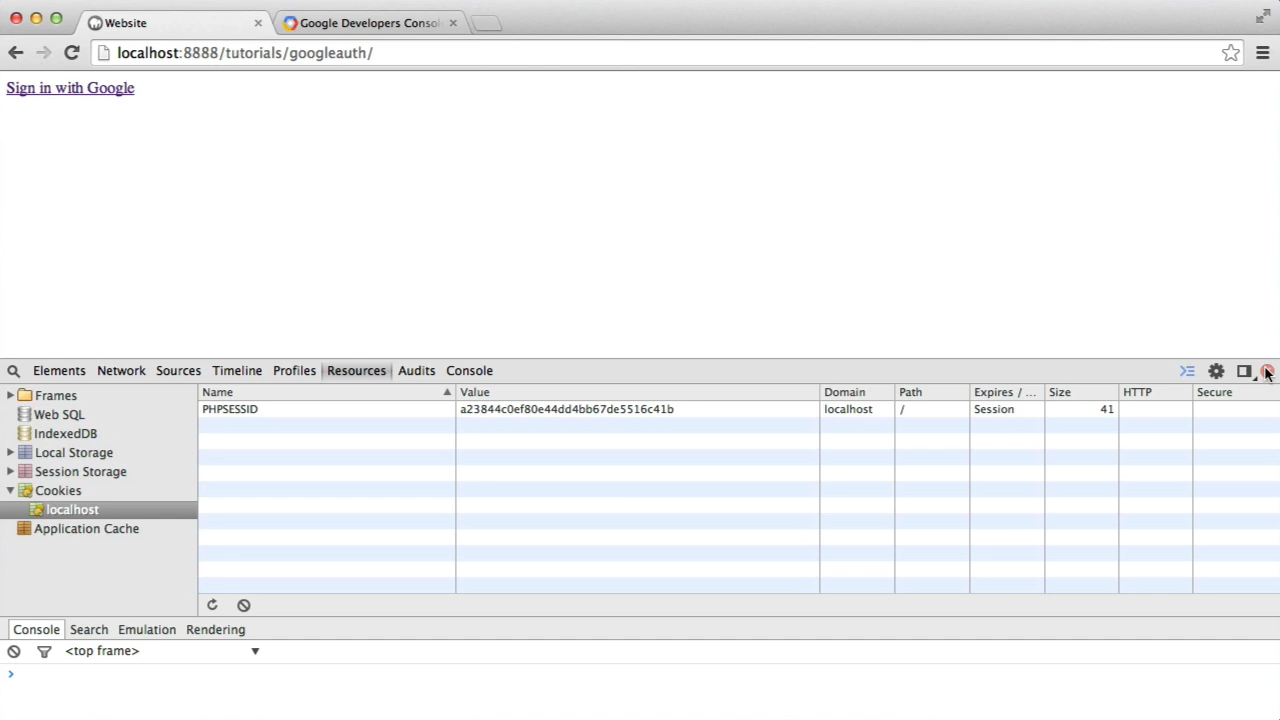 Website
Google Developers Consol
localhost:8888/tutorials/googleauth/
Sign in with Google
Elements Network Sources Timeline Profiles Resources Audits Console
Name Value Domain Path Expires / ... Size HTTP Secure
PHPSESSID a23844c0ef80e44dd4bb67de5516c41b localhost / Session 41
Frames
Web SQL
IndexedDB
Local Storage
Session Storage
Cookies
localhost
Application Cache
Console Search Emulation Rendering
<top frame>